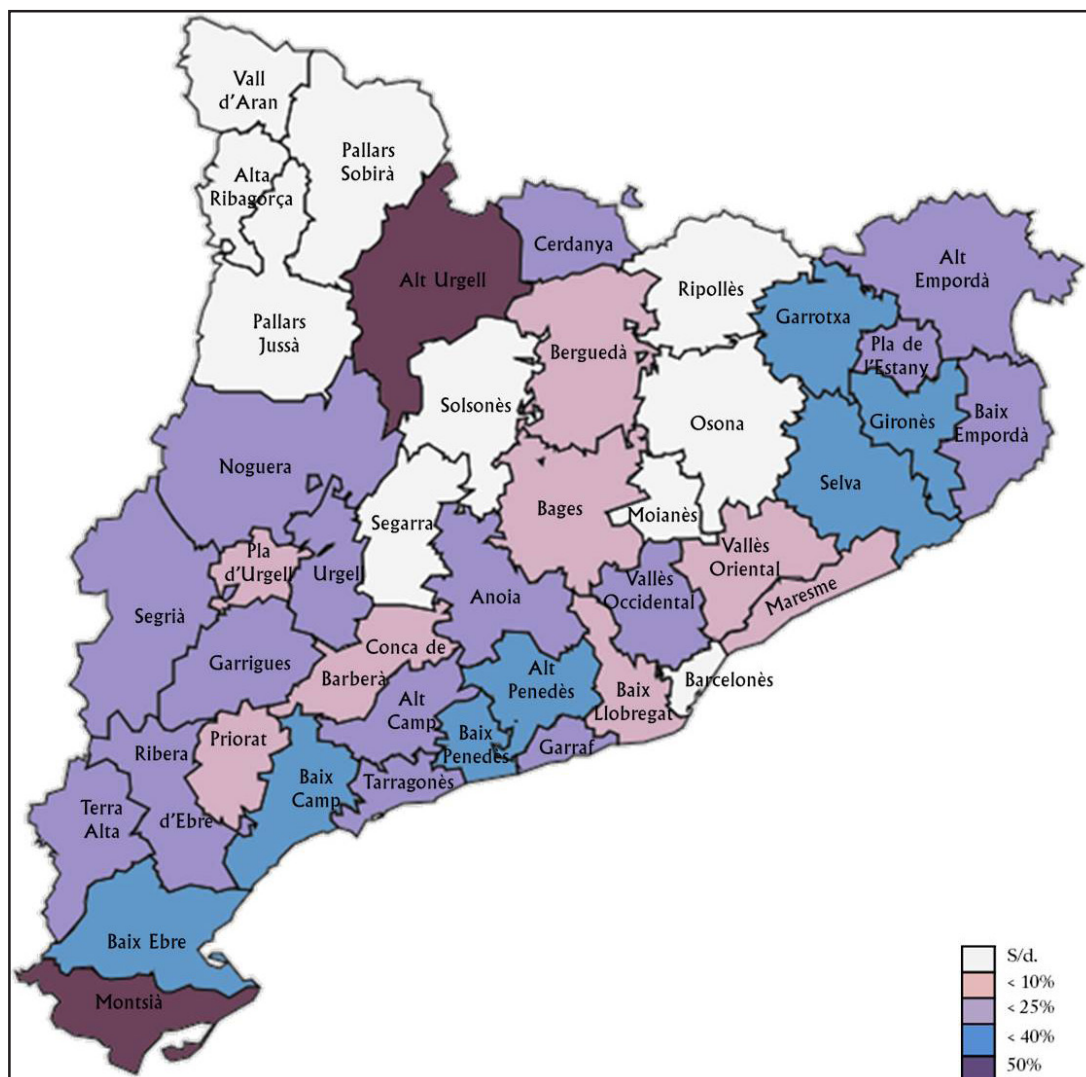 Vall
d'Aran
Pallars
Sobirà
Alta
Ribagorça
Cerdanya
Alt
Empordà
Alt Urgell
Ripollès
Garrotxa
Pallars
Jussà
Berguedà
Pla de
l'Estany
Solsonès
Osona
Gironès
Baix
Empordà
Noguera
Selva
Segarra
Bages
Moianès
Pla
d'Urgell
Urgell
Vallès
Oriental
Vallès
Occidental
Maresme
Anoia
Segrià
Garrigues
Conca de
Barberà
Alt
Penedès
Barcelonès
Baix
Llobregat
Alt
Camp
Priorat
Ribera
d'Ebre
Baix
Penedès
Garraf
Baix
Camp
Tarragonès
Terra
Alta
Baix Ebre
Montsià
S/d.
< 10%
< 25%
< 40%
50%